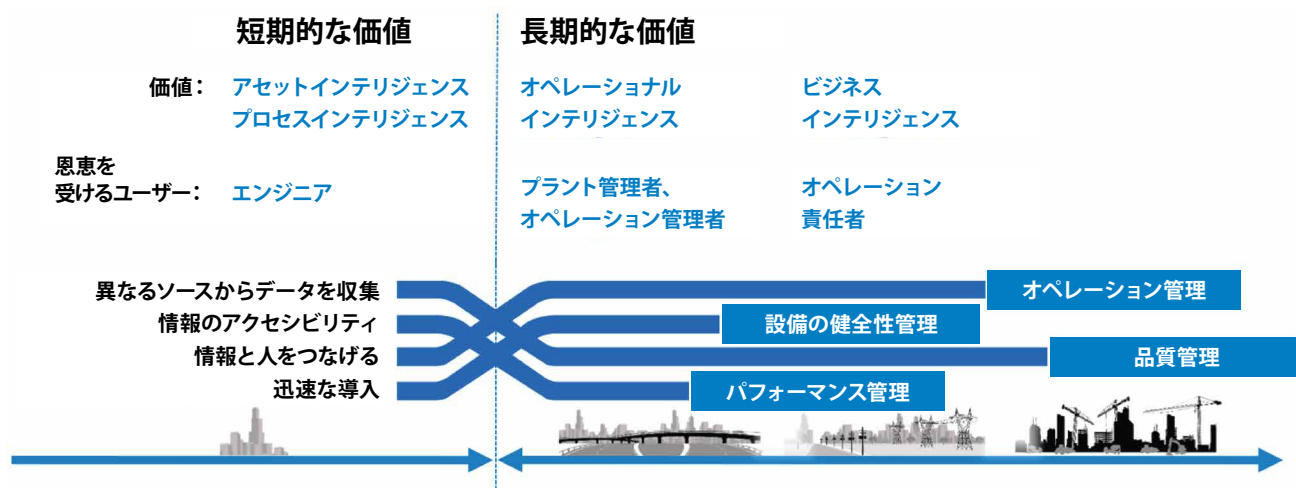 短期的な価値
長期的な価値
価値：
アセットインテリジェンス
プロセスインテリジェンス
オペレーショナル
インテリジェンス
ビジネス
インテリジェンス
恩恵を
受けるユーザー：
エンジニア
プラント管理者、
オペレーション管理者
オペレーション
責任者
異なるソースからデータを収集
情報のアクセシビリティ
情報と人をつなげる
迅速な導入
オペレーション管理
設備の健全性管理
品質管理
パフォーマンス管理